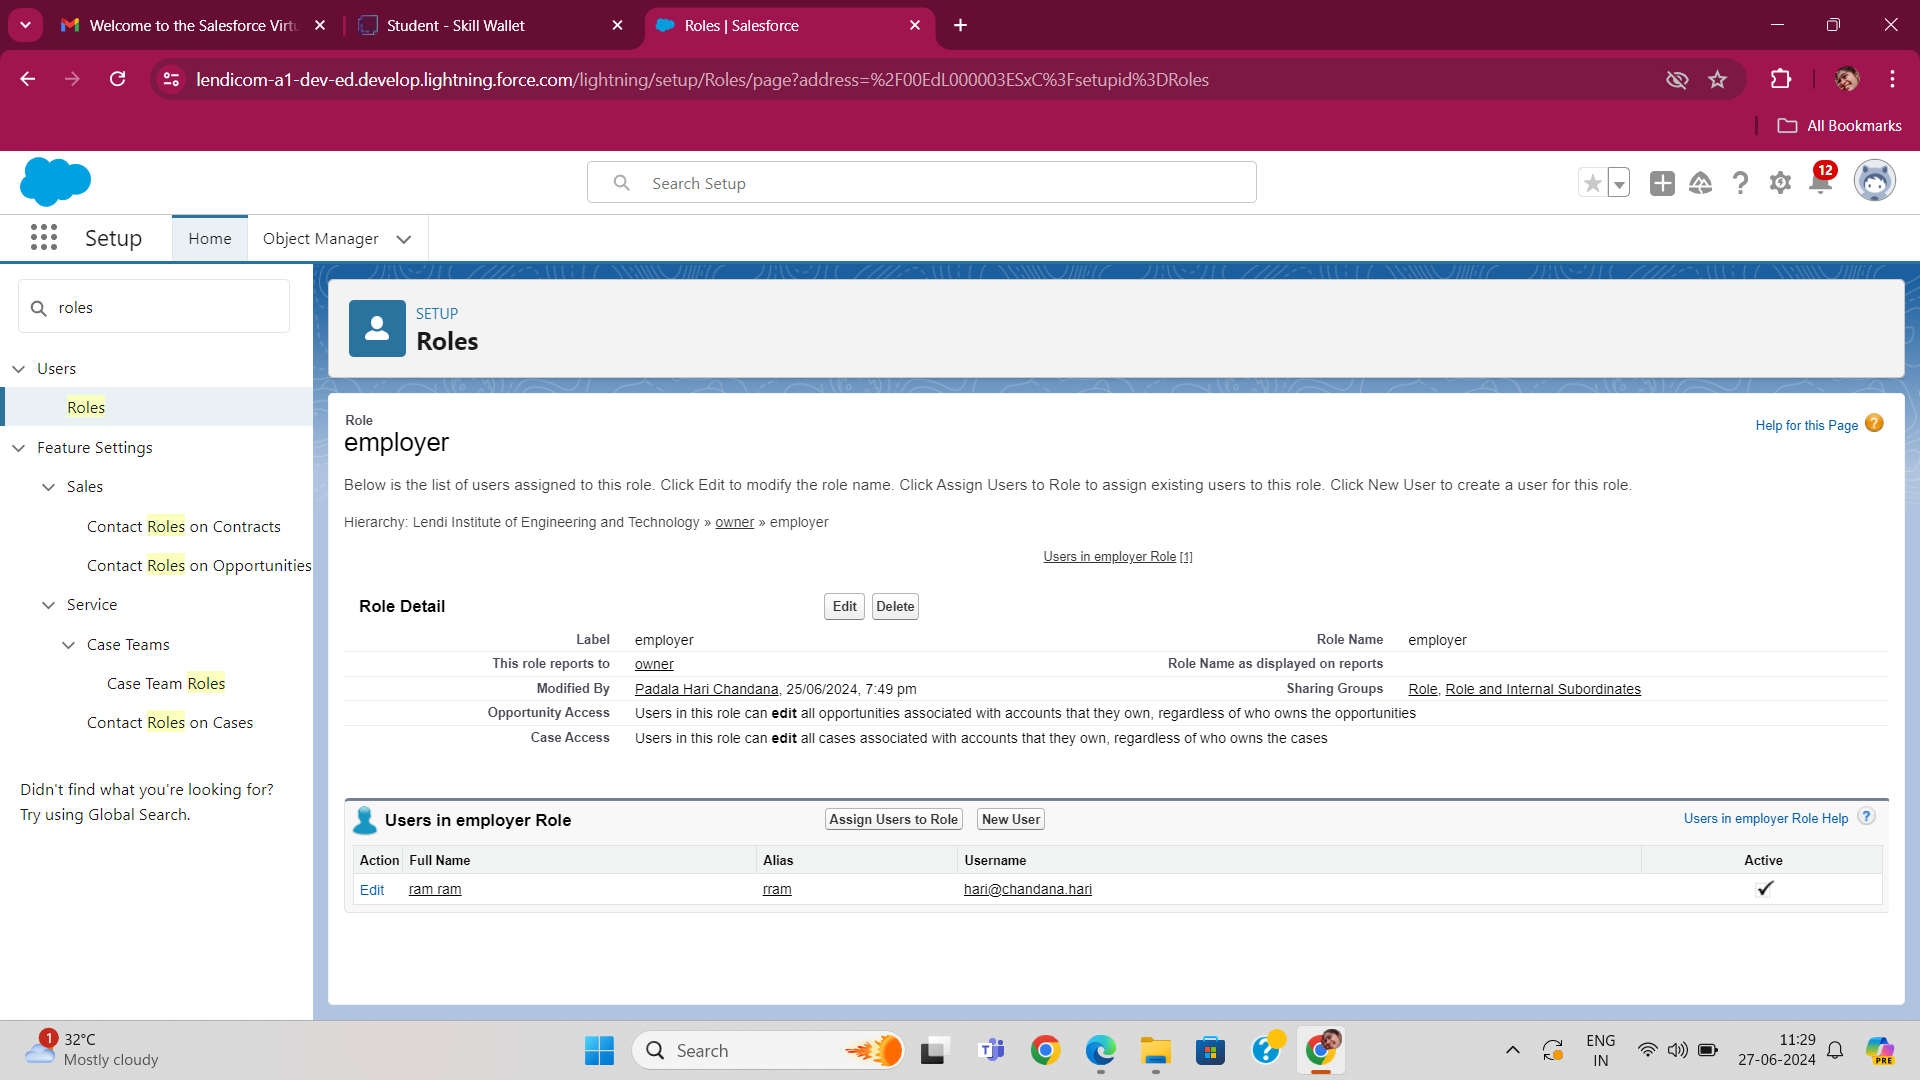 Welcome to the Salesforce Virtu
Student - Skill Wallet
Roles | Salesforce
lendicom-a1-dev-ed.develop.lightning.force.com/lightning/setup/Roles/page?address=%2F00EdL000003ESxC%3Fsetupid%3DRoles
All Bookmarks
Search Setup
12
Setup
Home
Object Manager
roles
Users
Roles
Feature Settings
Sales
Contact Roles on Contracts
Contact Roles on Opportunities
Service
Case Teams
Case Team Roles
Contact Roles on Cases
Didn't find what you're looking for?
Try using Global Search.
SETUP
Roles
Role
employer
Help for this Page ?
Below is the list of users assigned to this role. Click Edit to modify the role name. Click Assign Users to Role to assign existing users to this role. Click New User to create a user for this role.
Hierarchy: Lendi Institute of Engineering and Technology » owner » employer
Users in employer Role [1]
Role Detail Edit Delete
Label employer Role Name employer
This role reports to owner Role Name as displayed on reports
Modified By Padala Hari Chandana, 25/06/2024, 7:49 pm Sharing Groups Role, Role and Internal Subordinates
Opportunity Access Users in this role can edit all opportunities associated with accounts that they own, regardless of who owns the opportunities
Case Access Users in this role can edit all cases associated with accounts that they own, regardless of who owns the cases
Users in employer Role Assign Users to Role New User Users in employer Role Help ?
Action Full Name Alias Username Active
Edit ram ram rram hari@chandana.hari
1
32°C
Mostly cloudy
Search
ENG
IN
11:29
27-06-2024
PRE